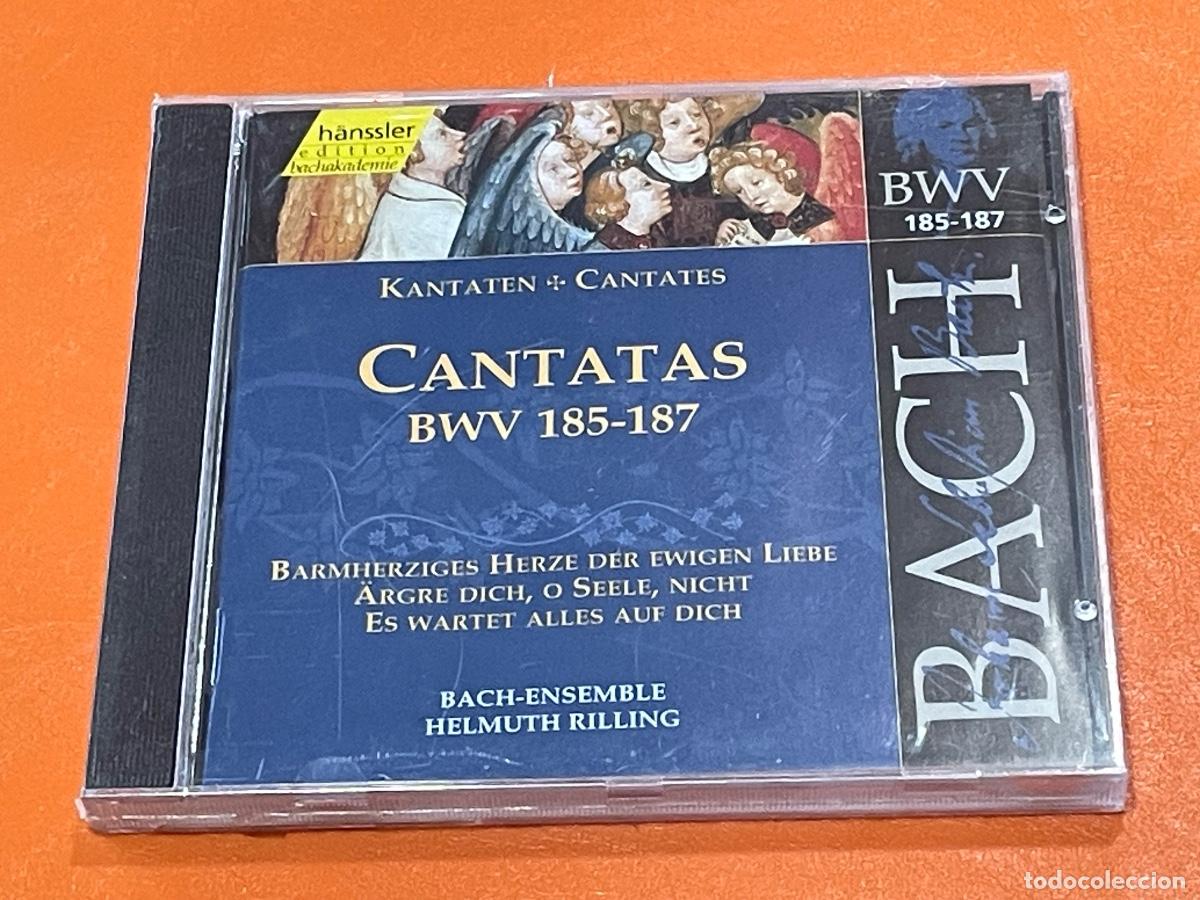 hänssler
edition
bachakademie
BWV
185-187
KANTATEN ✢ CANTATES
CANTATAS
BWV 185-187
BARMHERZIGES HERZE DER EWIGEN LIEBE
ÄRGRE DICH, O SEELE, NICHT
ES WARTET ALLES AUF DICH
BACH-ENSEMBLE
HELMUTH RILLING
BACH
todocoleccion